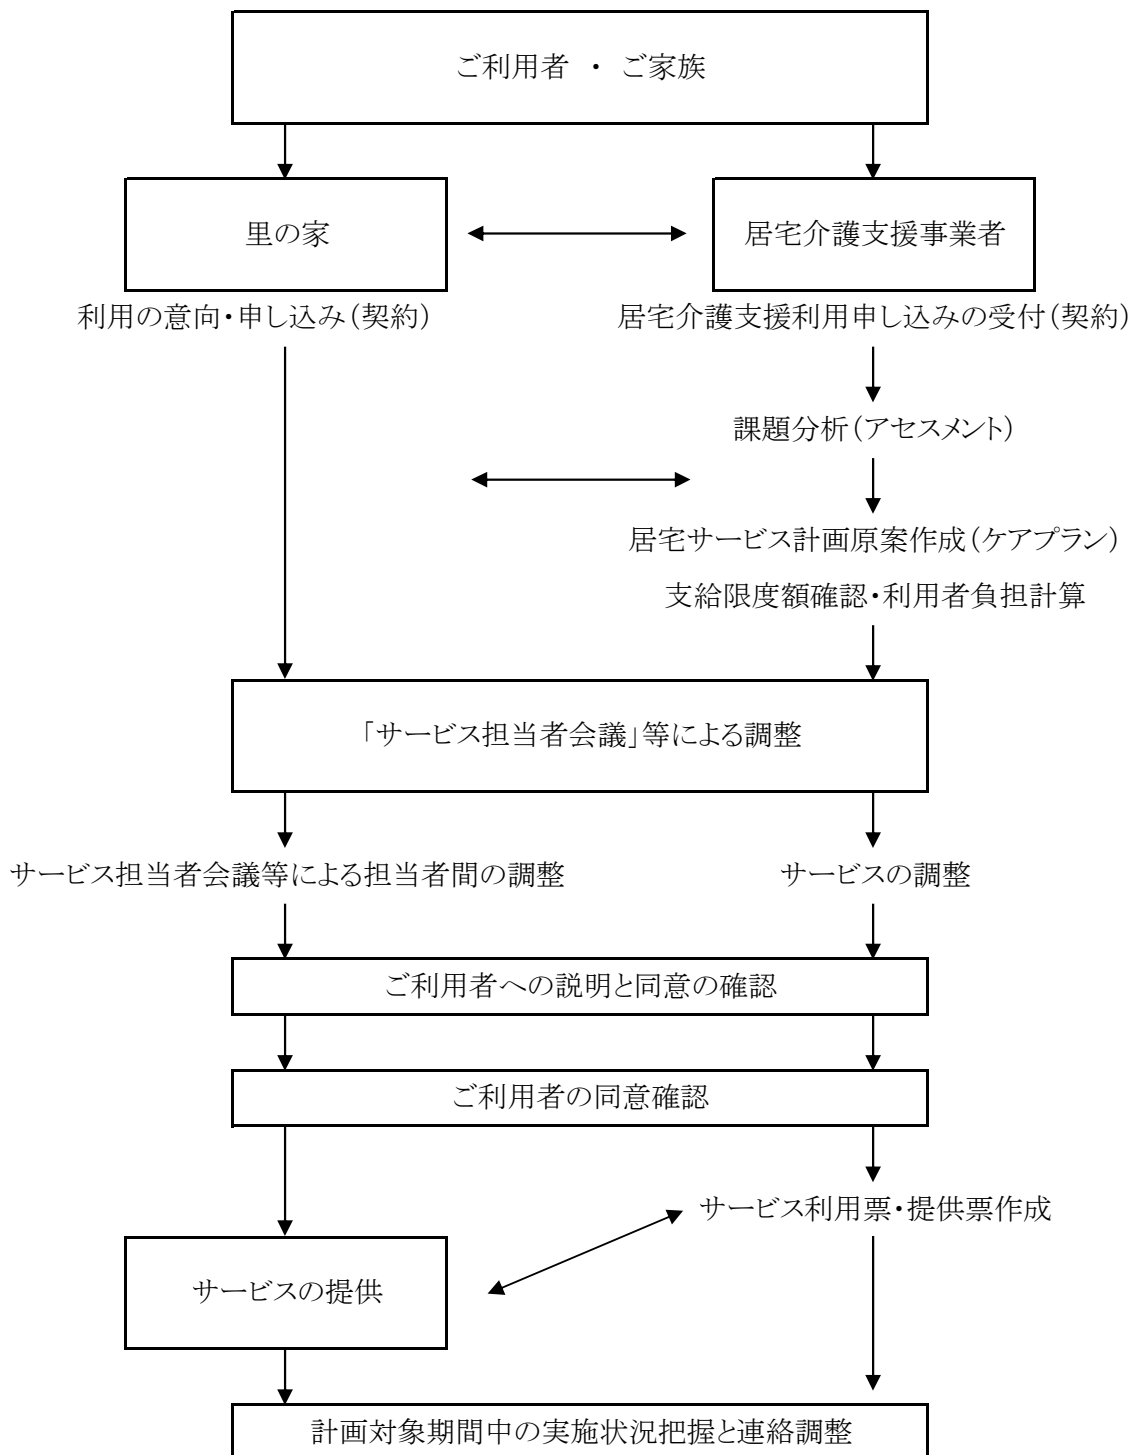 ご利用者 ・ ご家族
里の家
居宅介護支援事業者
利用の意向・申し込み(契約)
居宅介護支援利用申し込みの受付(契約)
課題分析(アセスメント)
居宅サービス計画原案作成(ケアプラン)
支給限度額確認・利用者負担計算
「サービス担当者会議」等による調整
サービス担当者会議等による担当者間の調整
サービスの調整
ご利用者への説明と同意の確認
ご利用者の同意確認
サービス利用票・提供票作成
サービスの提供
計画対象期間中の実施状況把握と連絡調整